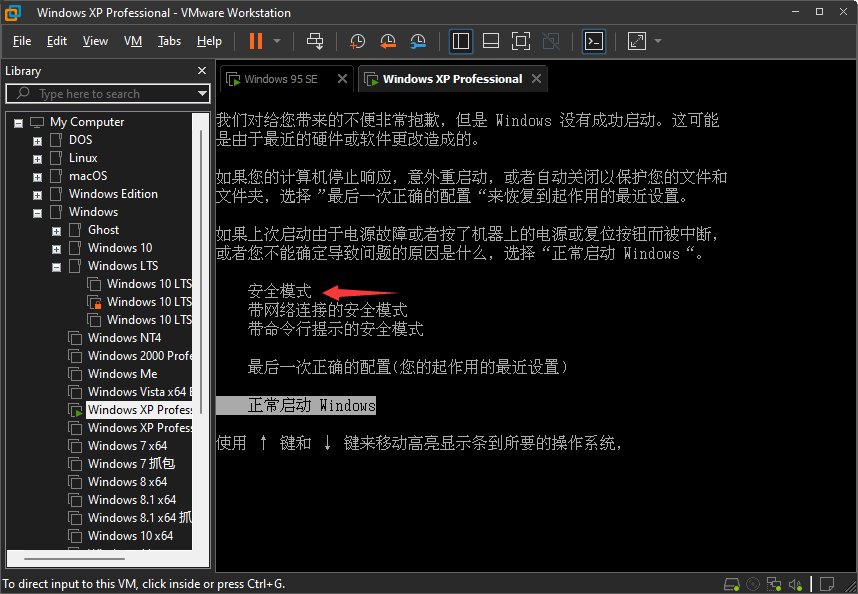 Windows XP Professional - VMware Workstation
File Edit View VM Tabs Help
Library
Type here to search
My Computer
DOS
Linux
macOS
Windows Edition
Windows
Ghost
Windows 10
Windows LTS
Windows 10 LTS
Windows 10 LTS
Windows 10 LTS
Windows NT4
Windows 2000 Profe
Windows Me
Windows Vista x64 E
Windows XP Profess
Windows XP Profess
Windows 7 x64
Windows 7 抓包
Windows 8 x64
Windows 8.1 x64
Windows 8.1 x64 抓
Windows 10 x64
Windows 95 SE
Windows XP Professional
我们对给您带来的不便非常抱歉，但是 Windows 没有成功启动。这可能
是由于最近的硬件或软件更改造成的。
如果您的计算机停止响应，意外重启动，或者自动关闭以保护您的文件和
文件夹，选择 ”最后一次正确的配置 “来恢复到起作用的最近设置。
如果上次启动由于电源故障或者按了机器上的电源或复位按钮而被中断，
或者您不能确定导致问题的原因是什么，选择 “正常启动 Windows “。
安全模式
带网络连接的安全模式
带命令行提示的安全模式
最后一次正确的配置(您的起作用的最近设置)
正常启动 Windows
使用 ↑ 键和 ↓ 键来移动高亮显示条到所要的操作系统，
To direct input to this VM, click inside or press Ctrl+G.